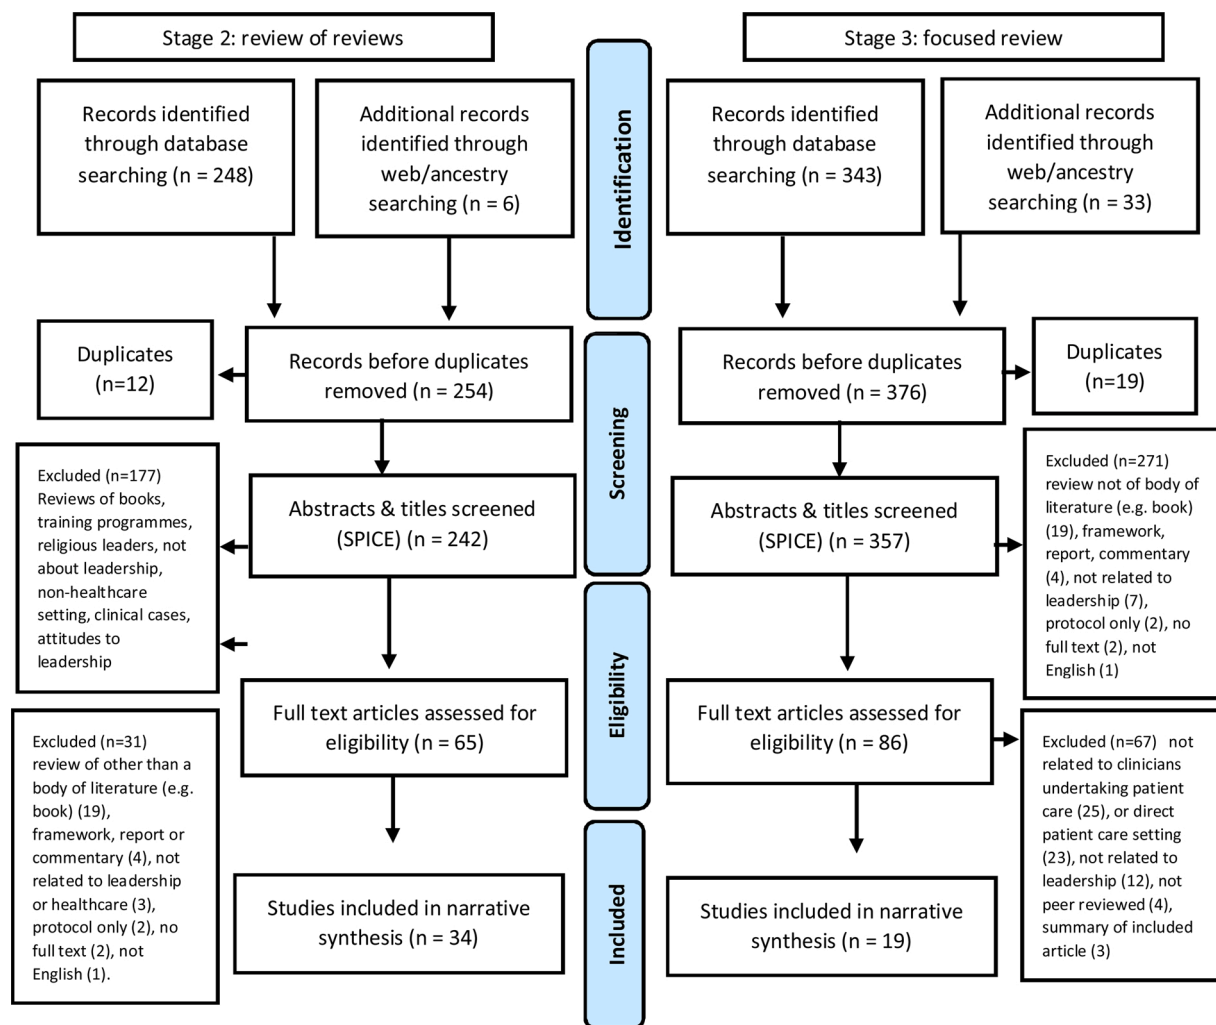 Stage 2: review of reviews
Records identified
through database
searching (n = 248)
Additional records
identified through
web/ancestry
searching (n = 6)
Duplicates
(n=12)
Records before duplicates
removed (n = 254)
Excluded (n=177)
Reviews of books,
training programmes,
religious leaders, not
about leadership,
non-healthcare
setting, clinical cases,
attitudes to
leadership
Abstracts & titles screened
(SPICE) (n = 242)
Full text articles assessed for
eligibility (n = 65)
Excluded (n=31)
review of other than a
body of literature (e.g.
book) (19),
framework, report or
commentary (4), not
related to leadership
or healthcare (3),
protocol only (2), no
full text (2), not
English (1).
Studies included in narrative
synthesis (n = 34)
Identification
Screening
Eligibility
Included
Stage 3: focused review
Records identified
through database
searching (n = 343)
Additional records
identified through
web/ancestry
searching (n = 33)
Records before duplicates
removed (n = 376)
Duplicates
(n=19)
Abstracts & titles screened
(SPICE) (n = 357)
Excluded (n=271)
review not of body of
literature (e.g. book)
(19), framework,
report, commentary
(4), not related to
leadership (7),
protocol only (2), no
full text (2), not
English (1)
Full text articles assessed for
eligibility (n = 86)
Excluded (n=67) not
related to clinicians
undertaking patient
care (25), or direct
patient care setting
(23), not related to
leadership (12), not
peer reviewed (4),
summary of included
article (3)
Studies included in narrative
synthesis (n = 19)